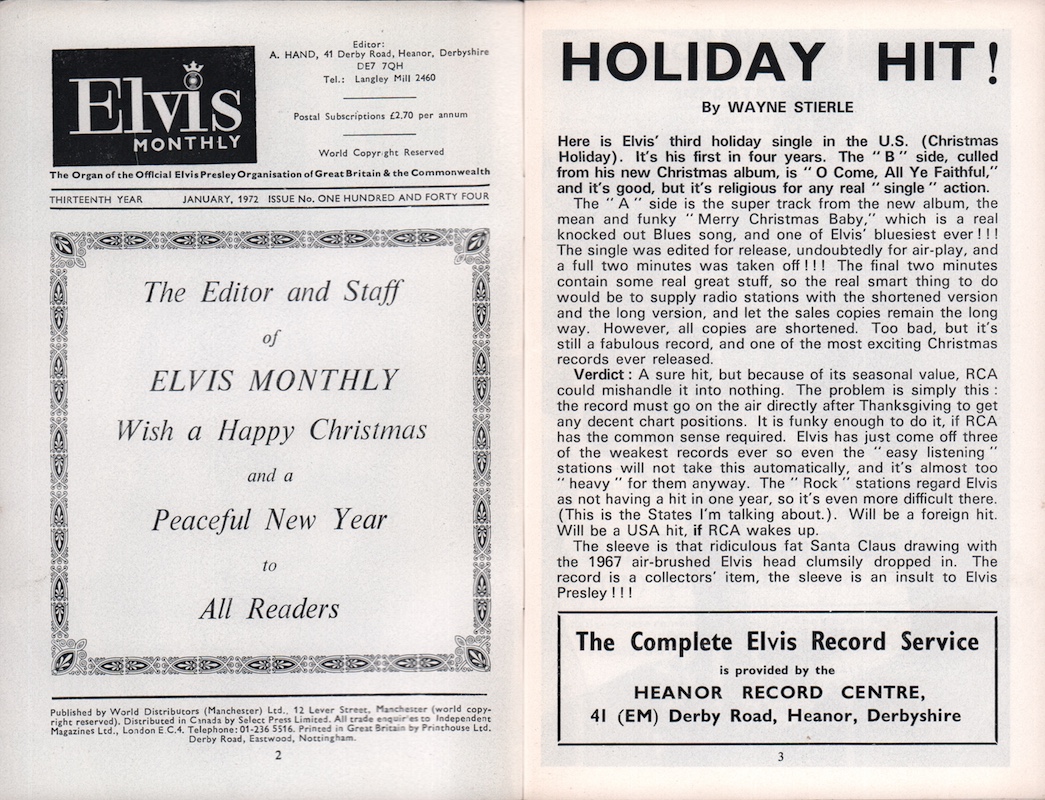 Elvis
MONTHLY
Editor:
A. HAND, 41 Derby Road, Heanor, Derbyshire
DE7 7QH
Tel.: Langley Mill 2460
Postal Subscriptions £2.70 per annum
World Copyright Reserved
The Organ of the Official Elvis Presley Organisation of Great Britain & the Commonwealth
THIRTEENTH YEAR JANUARY, 1972 ISSUE No. ONE HUNDRED AND FORTY FOUR
The Editor and Staff
of
ELVIS MONTHLY
Wish a Happy Christmas
and a
Peaceful New Year
to
All Readers
Published by World Distributors (Manchester) Ltd., 12 Lever Street, Manchester (world copy-
right reserved). Distributed in Canada by Select Press Limited. All trade enquiries to Independent
Magazines Ltd., London E.C.4. Telephone: 01-236 5516. Printed in Great Britain by Printhouse Ltd.
Derby Road, Eastwood, Nottingham.
2
HOLIDAY HIT!
By WAYNE STIERLE
Here is Elvis' third holiday single in the U.S. (Christmas
Holiday). It's his first in four years. The "B" side, culled
from his new Christmas album, is "O Come, All Ye Faithful,"
and it's good, but it's religious for any real "single" action.
The "A" side is the super track from the new album, the
mean and funky "Merry Christmas Baby," which is a real
knocked out Blues song, and one of Elvis' bluesiest ever!!!
The single was edited for release, undoubtedly for air-play, and
a full two minutes was taken off!!! The final two minutes
contain some real great stuff, so the real smart thing to do
would be to supply radio stations with the shortened version
and the long version, and let the sales copies remain the long
way. However, all copies are shortened. Too bad, but it's
still a fabulous record, and one of the most exciting Christmas
records ever released.
Verdict: A sure hit, but because of its seasonal value, RCA
could mishandle it into nothing. The problem is simply this:
the record must go on the air directly after Thanksgiving to get
any decent chart positions. It is funky enough to do it, if RCA
has the common sense required. Elvis has just come off three
of the weakest records ever so even the "easy listening"
stations will not take this automatically, and it's almost too
"heavy" for them anyway. The "Rock" stations regard Elvis
as not having a hit in one year, so it's even more difficult there.
(This is the States I'm talking about.). Will be a foreign hit.
Will be a USA hit, if RCA wakes up.
The sleeve is that ridiculous fat Santa Claus drawing with
the 1967 air-brushed Elvis head clumsily dropped in. The
record is a collectors' item, the sleeve is an insult to Elvis
Presley!!!
The Complete Elvis Record Service
is provided by the
HEANOR RECORD CENTRE,
41 (EM) Derby Road, Heanor, Derbyshire
3